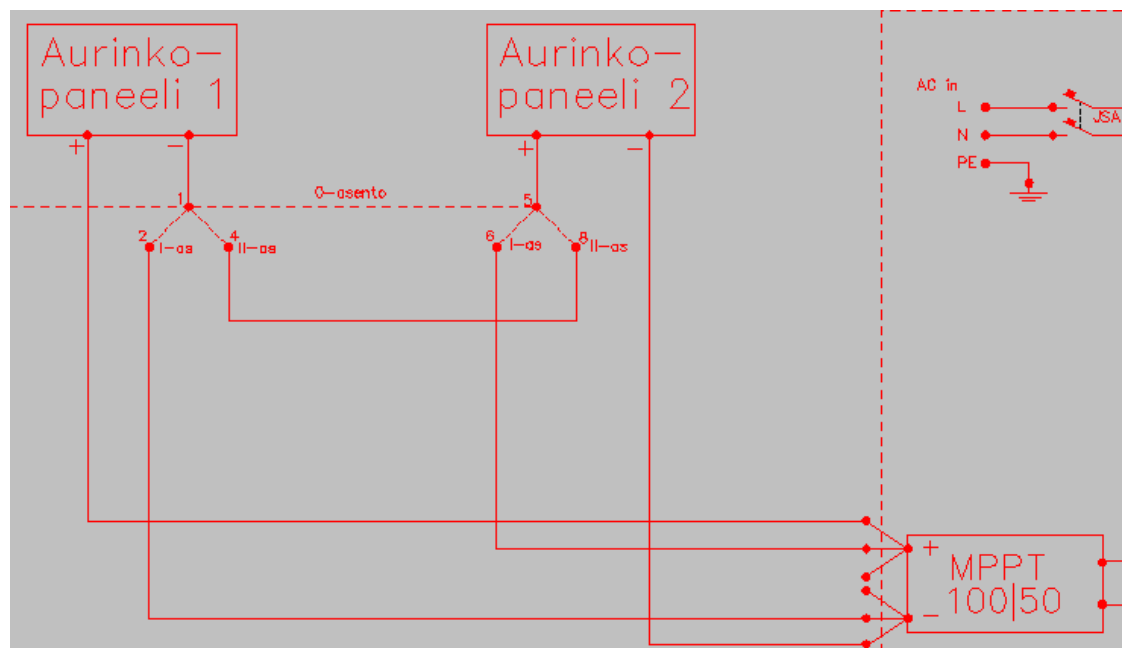 Aurinko-
paneeli 1
Aurinko-
paneeli 2
AC in
L
N
PE
JSA
+
-
+
-
1
0-asento
5
2
I-as
4
II-as
6
I-as
8
II-as
+
MPPT
-
100|50